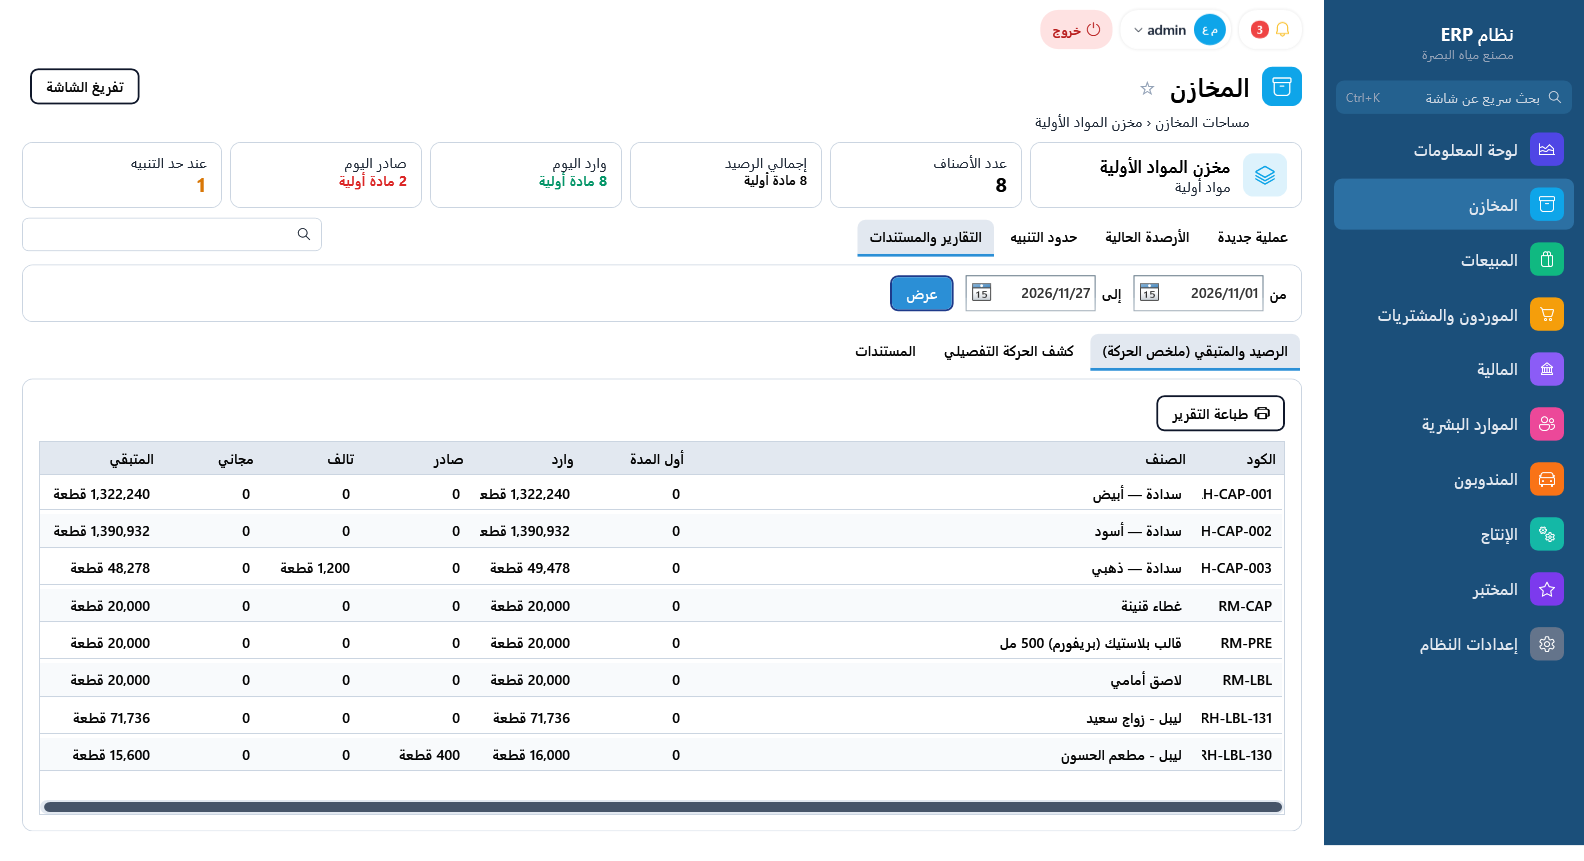 نظام ERP
مصنع مياه البصرة
بحث سريع عن شاشة Ctrl+K
لوحة المعلومات
المخازن
المبيعات
الموردون والمشتريات
المالية
الموارد البشرية
المندوبون
الإنتاج
المختبر
إعدادات النظام
3
م ع admin
خروج
المخازن
مساحات المخازن › مخزن المواد الأولية
تفريغ الشاشة
مخزن المواد الأولية
مواد أولية
عدد الأصناف
8
إجمالي الرصيد
8 مادة أولية
وارد اليوم
8 مادة أولية
صادر اليوم
2 مادة أولية
عند حد التنبيه
1
عملية جديدة الأرصدة الحالية حدود التنبيه التقارير والمستندات
من 2026/11/01 15 إلى 2026/11/27 15 عرض
الرصيد والمتبقي (ملخص الحركة) كشف الحركة التفصيلي المستندات
طباعة التقرير
الكود الصنف أول المدة وارد صادر تالف مجاني المتبقي
H-CAP-001 سدادة — أبيض 0 1,322,240 قطع 0 0 0 1,322,240 قطعة
H-CAP-002 سدادة — أسود 0 1,390,932 قطع 0 0 0 1,390,932 قطعة
H-CAP-003 سدادة — ذهبي 0 49,478 قطعة 0 1,200 قطعة 0 48,278 قطعة
RM-CAP غطاء قنينة 0 20,000 قطعة 0 0 0 20,000 قطعة
RM-PRE قالب بلاستيك (بريفورم) 500 مل 0 20,000 قطعة 0 0 0 20,000 قطعة
RM-LBL لاصق أمامي 0 20,000 قطعة 0 0 0 20,000 قطعة
RH-LBL-131 ليبل - زواج سعيد 0 71,736 قطعة 0 0 0 71,736 قطعة
RH-LBL-130 ليبل - مطعم الحسون 0 16,000 قطعة 400 قطعة 0 0 15,600 قطعة